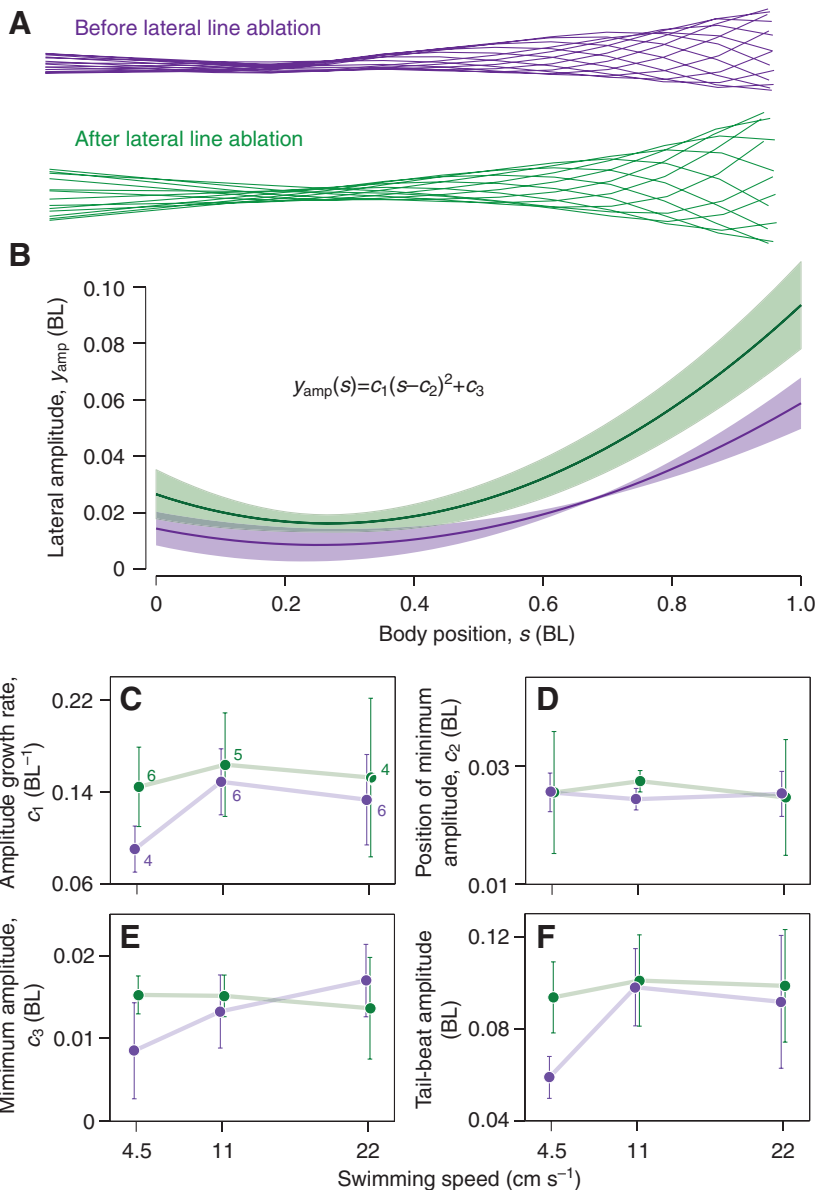 A
Before lateral line ablation
After lateral line ablation
B
Lateral amplitude, yamp (BL)
0.10
0.08
0.06
0.04
0.02
0
yamp(s)=c1(s–c2)²+c3
0 0.2 0.4 0.6 0.8 1.0
Body position, s (BL)
C
Amplitude growth rate,
c1 (BL⁻¹)
0.22
0.14
0.06
6
5
4
4
6
6
D
Position of minimum
amplitude, c2 (BL)
0.03
0.01
E
Mimimum amplitude,
c3 (BL)
0.02
0.01
0
4.5 11 22
F
Tail-beat amplitude
(BL)
0.12
0.08
0.04
4.5 11 22
Swimming speed (cm s⁻¹)